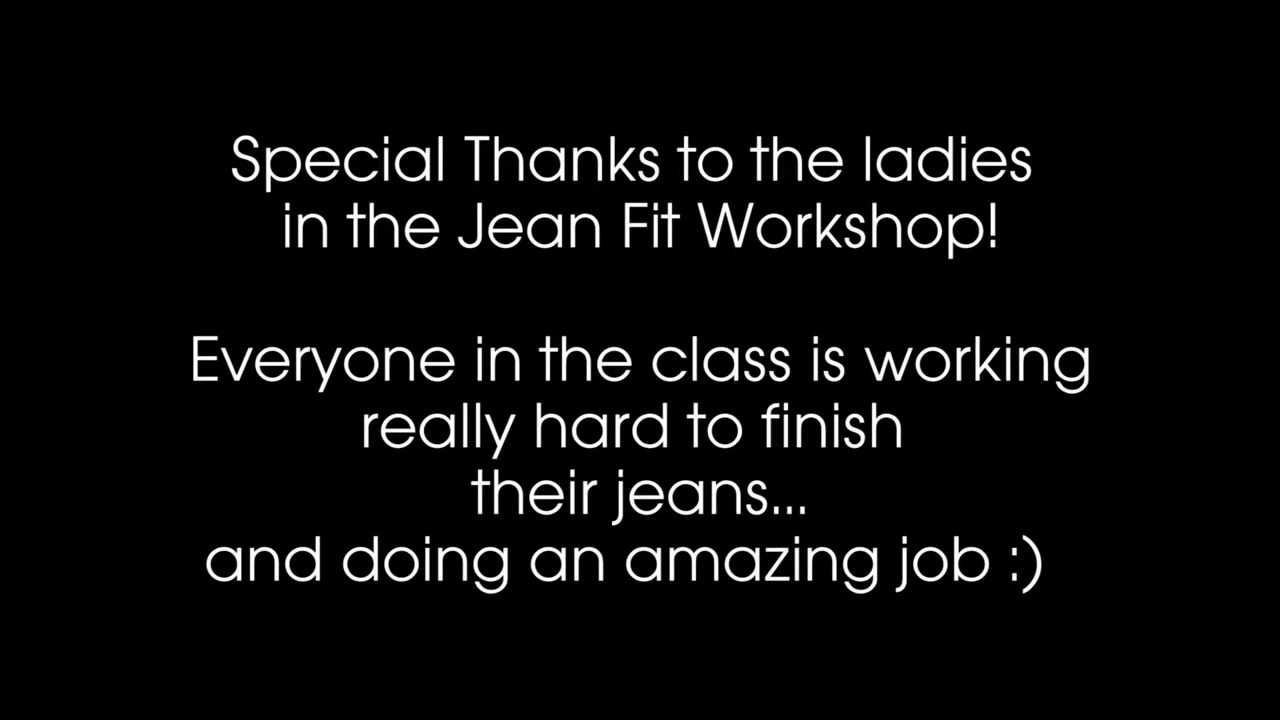 Special Thanks to the ladies
in the Jean Fit Workshop!
Everyone in the class is working
really hard to finish
their jeans...
and doing an amazing job :)